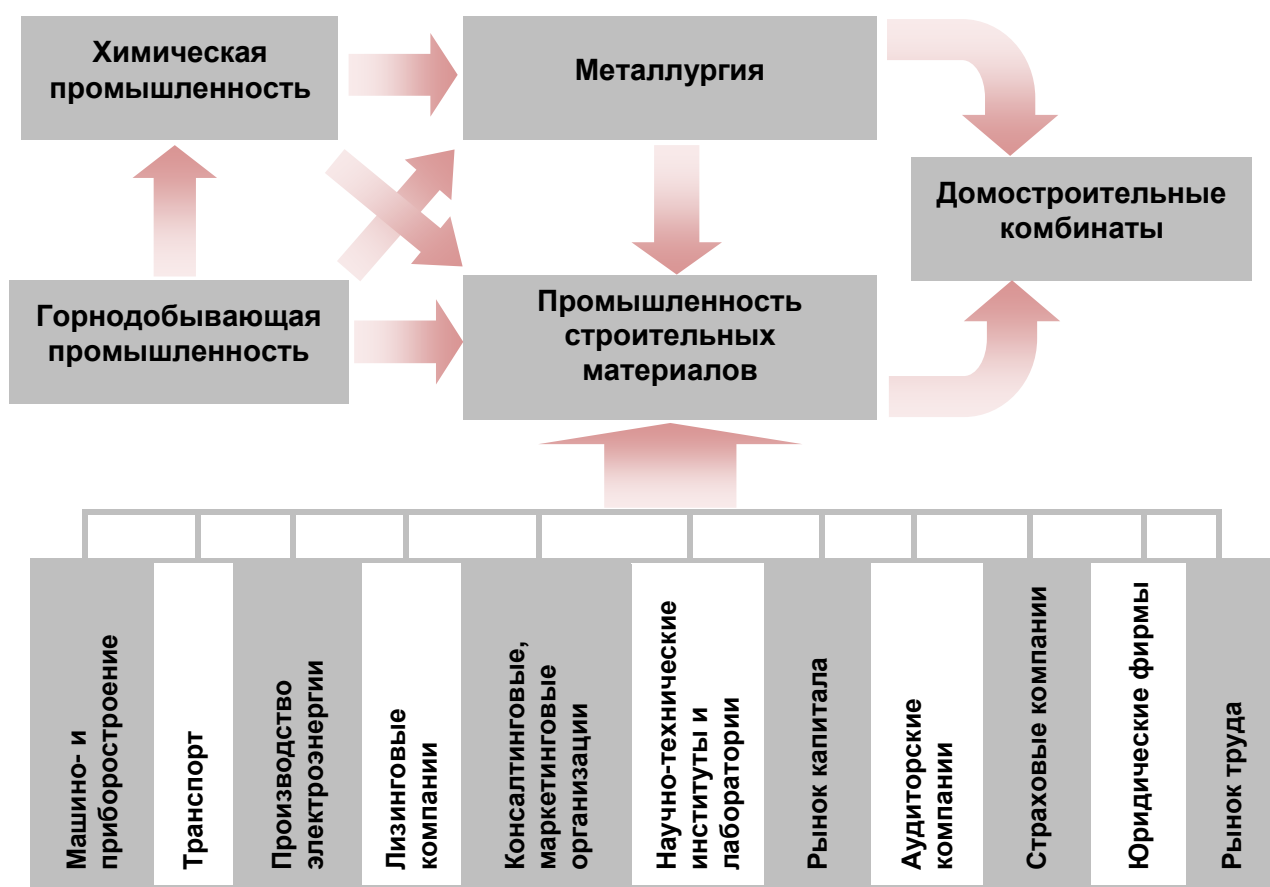 Химическая
промышленность
Металлургия
Домостроительные
комбинаты
Горнодобывающая
промышленность
Промышленность
строительных
материалов
Машино- и
приборостроение
Транспорт
Производство
электроэнергии
Лизинговые
компании
Консалтинговые,
маркетинговые
организации
Научно-технические
институты и
лаборатории
Рынок капитала
Аудиторские
компании
Страховые компании
Юридические фирмы
Рынок труда